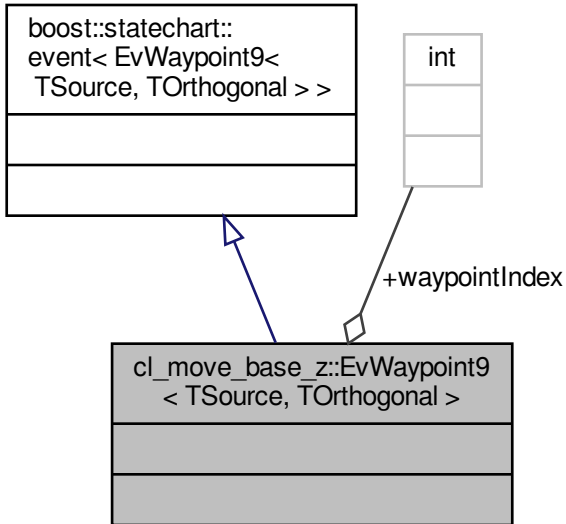 boost::statechart::
event< EvWaypoint9<
TSource, TOrthogonal > >
int
+waypointIndex
cl_move_base_z::EvWaypoint9
< TSource, TOrthogonal >